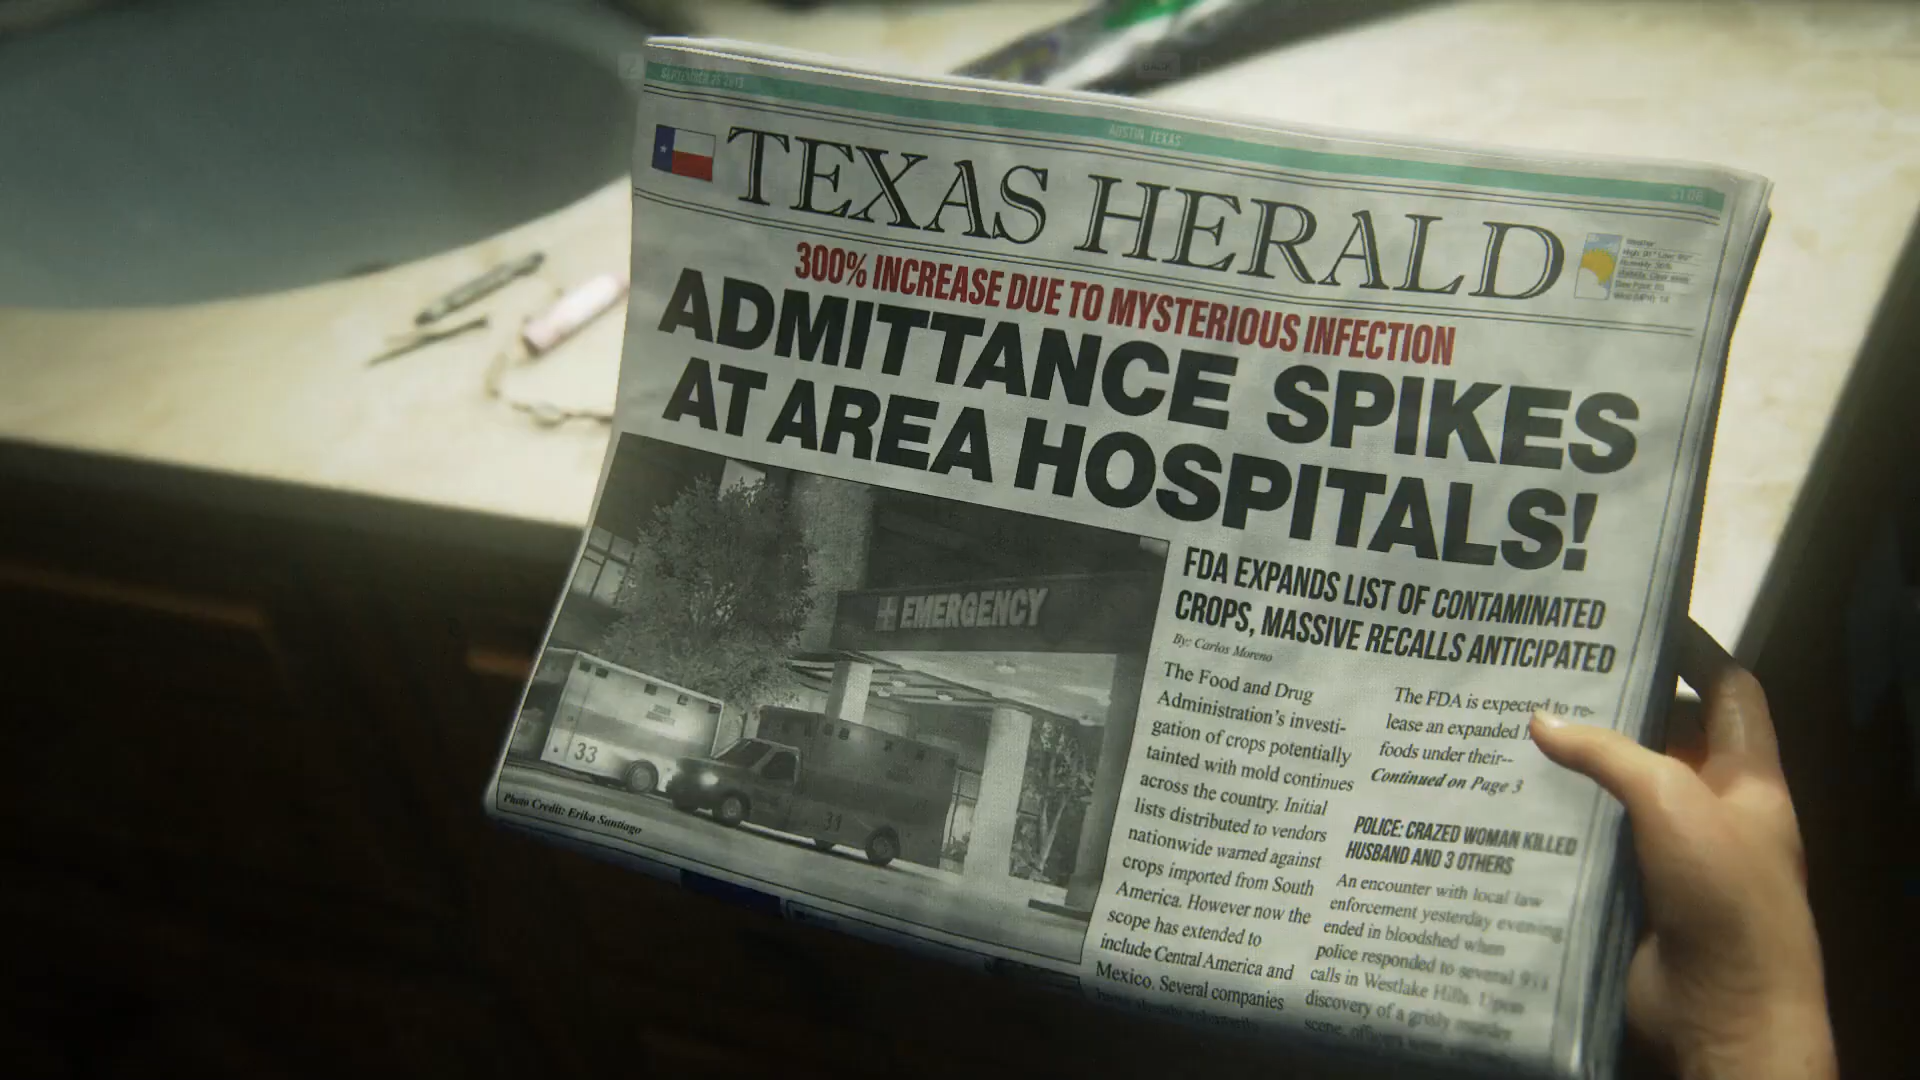 SEPTEMBER 26 2013
AUSTIN, TEXAS
TEXAS HERALD
Weather
300% INCREASE DUE TO MYSTERIOUS INFECTION
ADMITTANCE SPIKES
AT AREA HOSPITALS!
EMERGENCY
33
31
Photo Credit: Erika Santiago
FDA EXPANDS LIST OF CONTAMINATED
CROPS, MASSIVE RECALLS ANTICIPATED
By: Carlos Moreno
The Food and Drug
Administration's investi-
gation of crops potentially
tainted with mold continues
across the country. Initial
lists distributed to vendors
nationwide warned against
crops imported from South
America. However now the
scope has extended to
include Central America and
Mexico. Several companies
The FDA is expected to re-
lease an expanded
foods under their--
Continued on Page 3
POLICE: CRAZED WOMAN KILLED
HUSBAND AND 3 OTHERS
An encounter with local law
enforcement yesterday evening
ended in bloodshed when
police responded to several 911
calls in Westlake Hills. Upon
discovery of a grisly murder
scene, officers
BACK